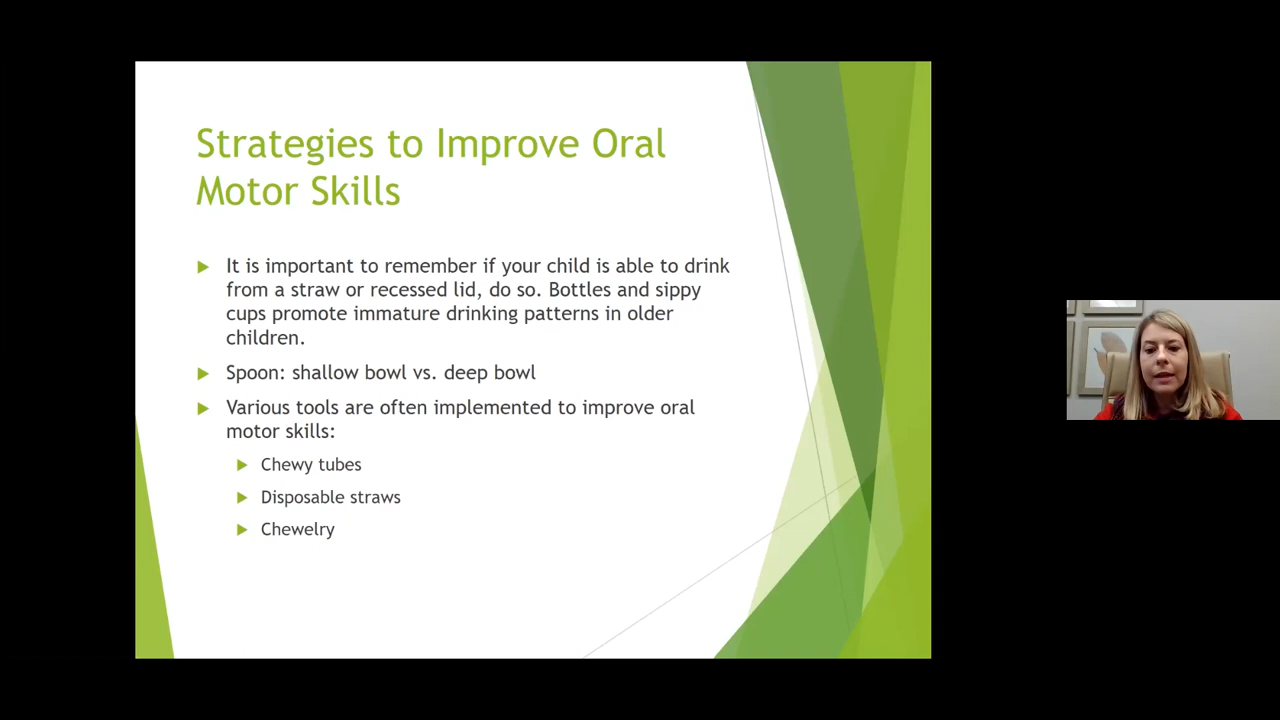 Strategies to Improve Oral
Motor Skills
It is important to remember if your child is able to drink
from a straw or recessed lid, do so. Bottles and sippy
cups promote immature drinking patterns in older
children.
Spoon: shallow bowl vs. deep bowl
Various tools are often implemented to improve oral
motor skills:
Chewy tubes
Disposable straws
Chewelry